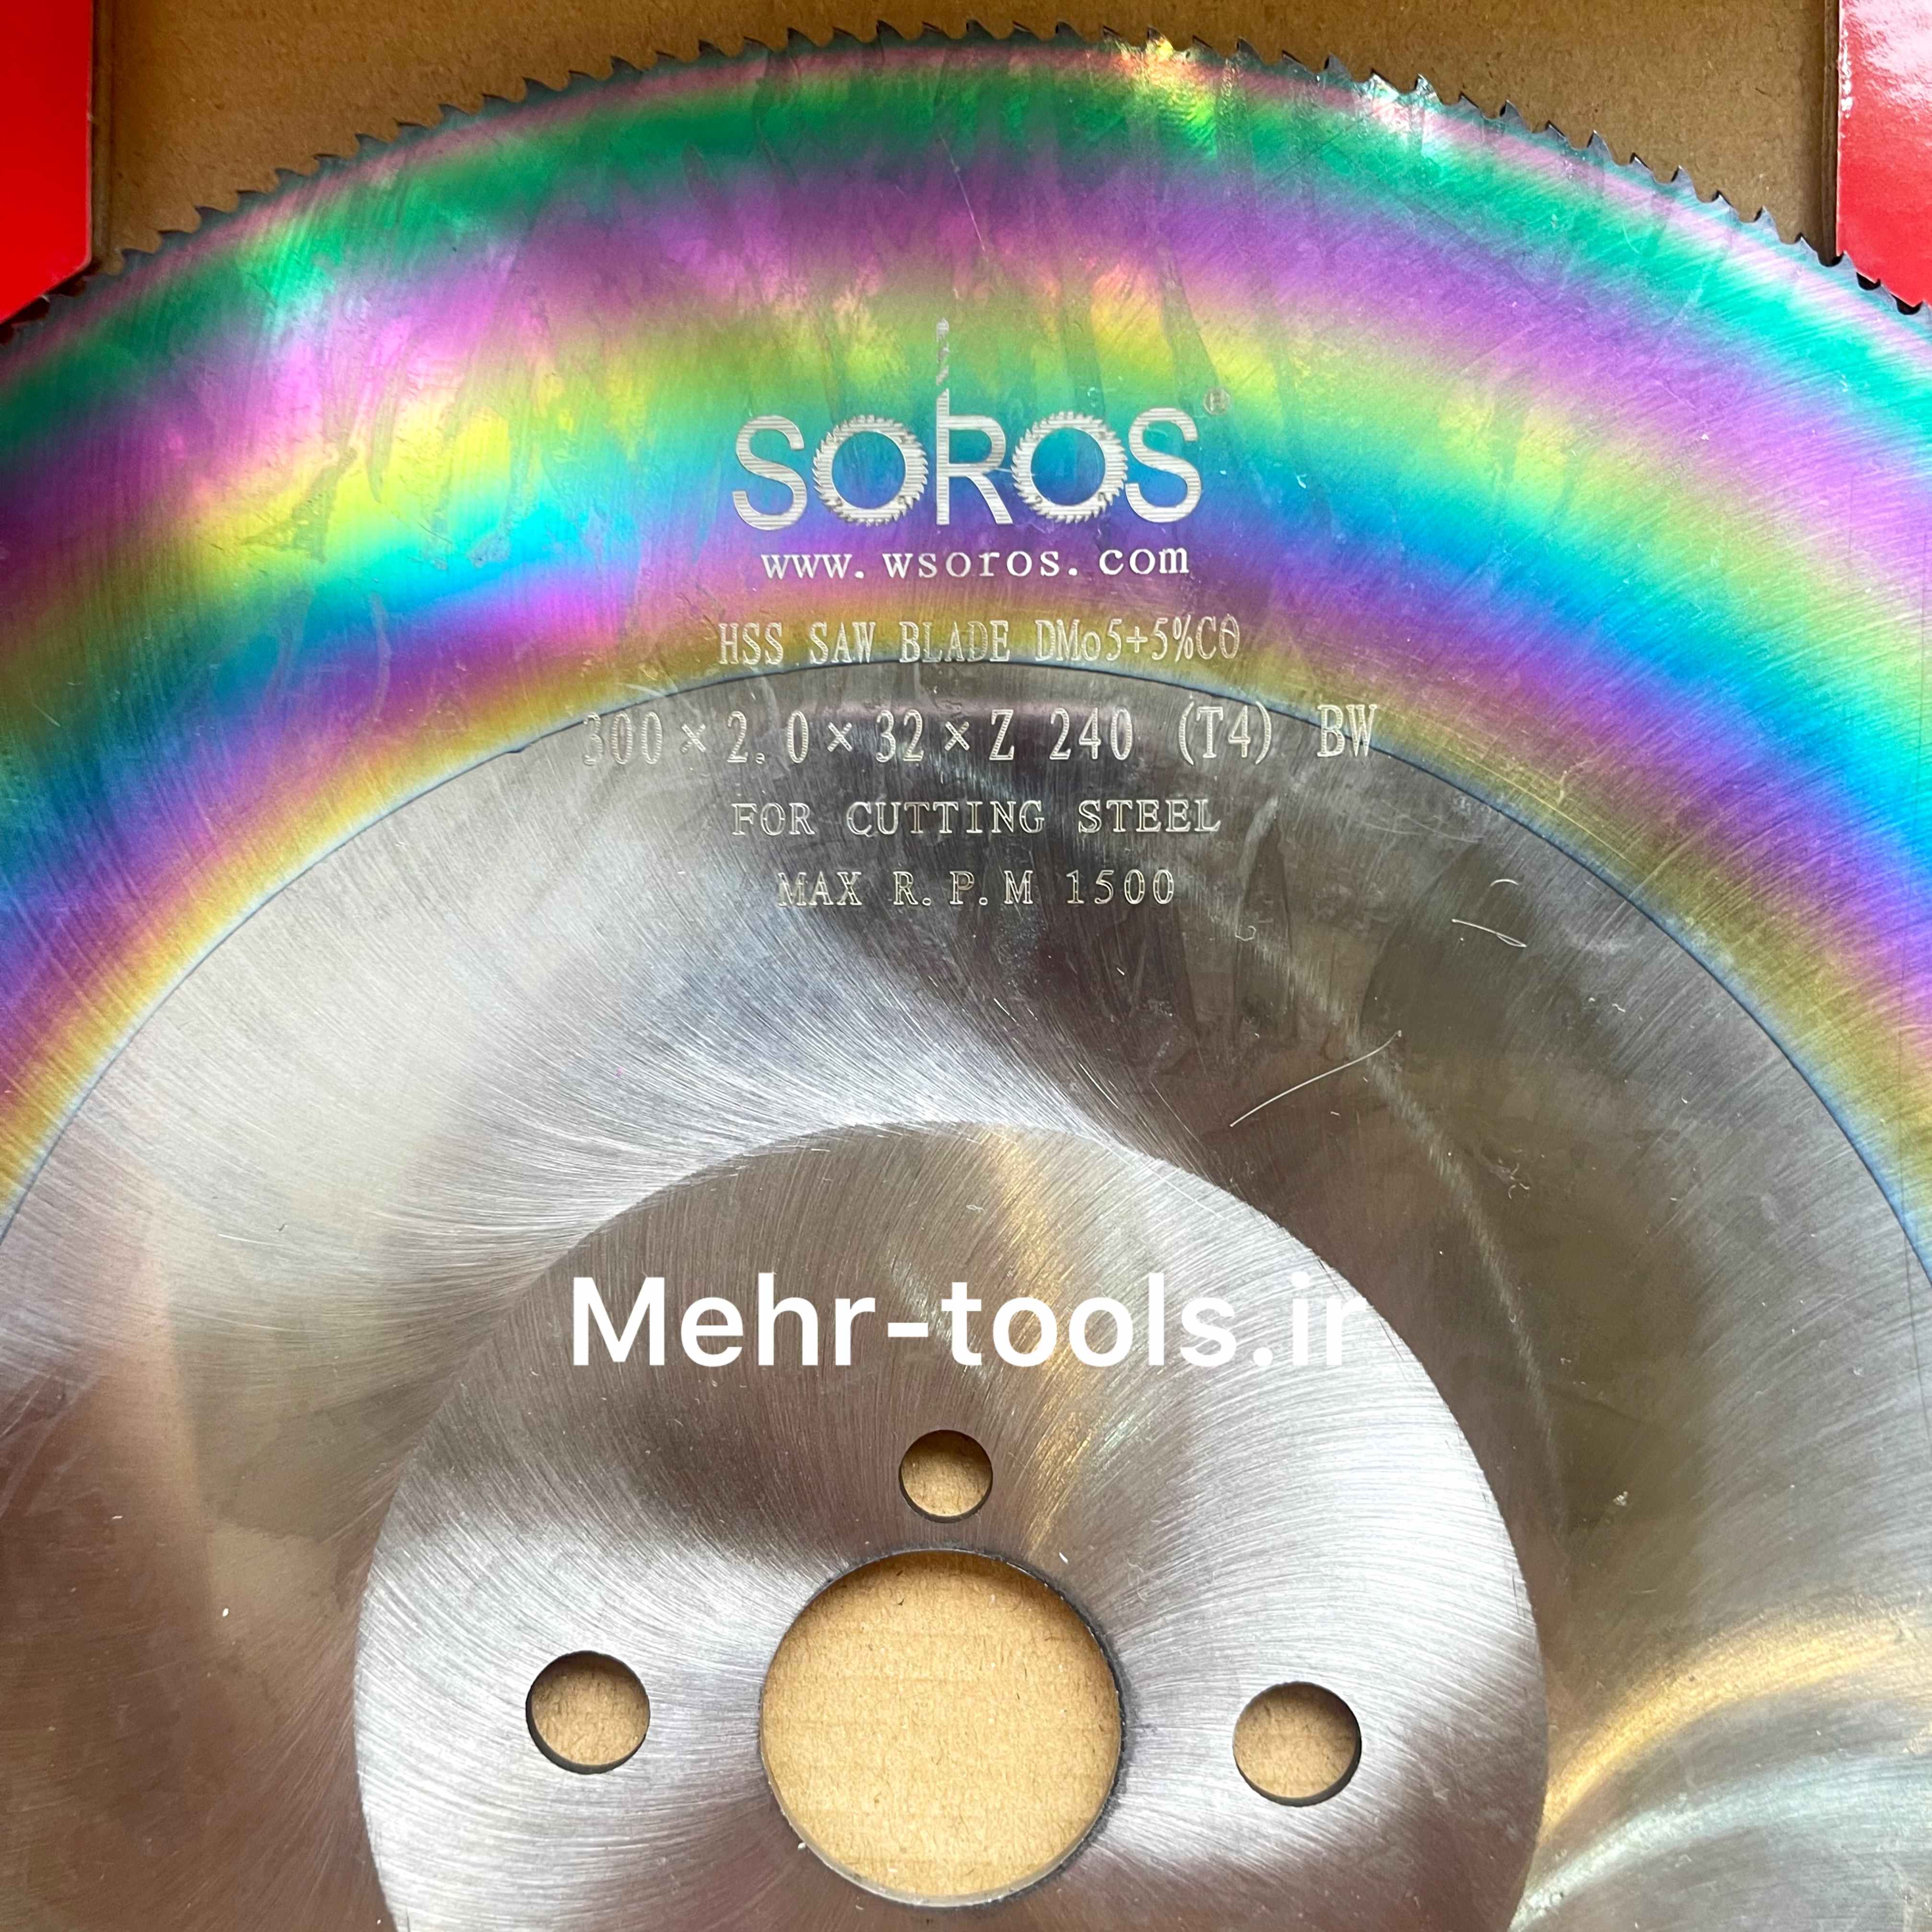 SOROS®
www.wsoros.com
HSS SAW BLADE DMo5+5%CO
300×2.0×32×Z 240 (T4) BW
FOR CUTTING STEEL
MAX R.P.M 1500
Mehr-tools.ir